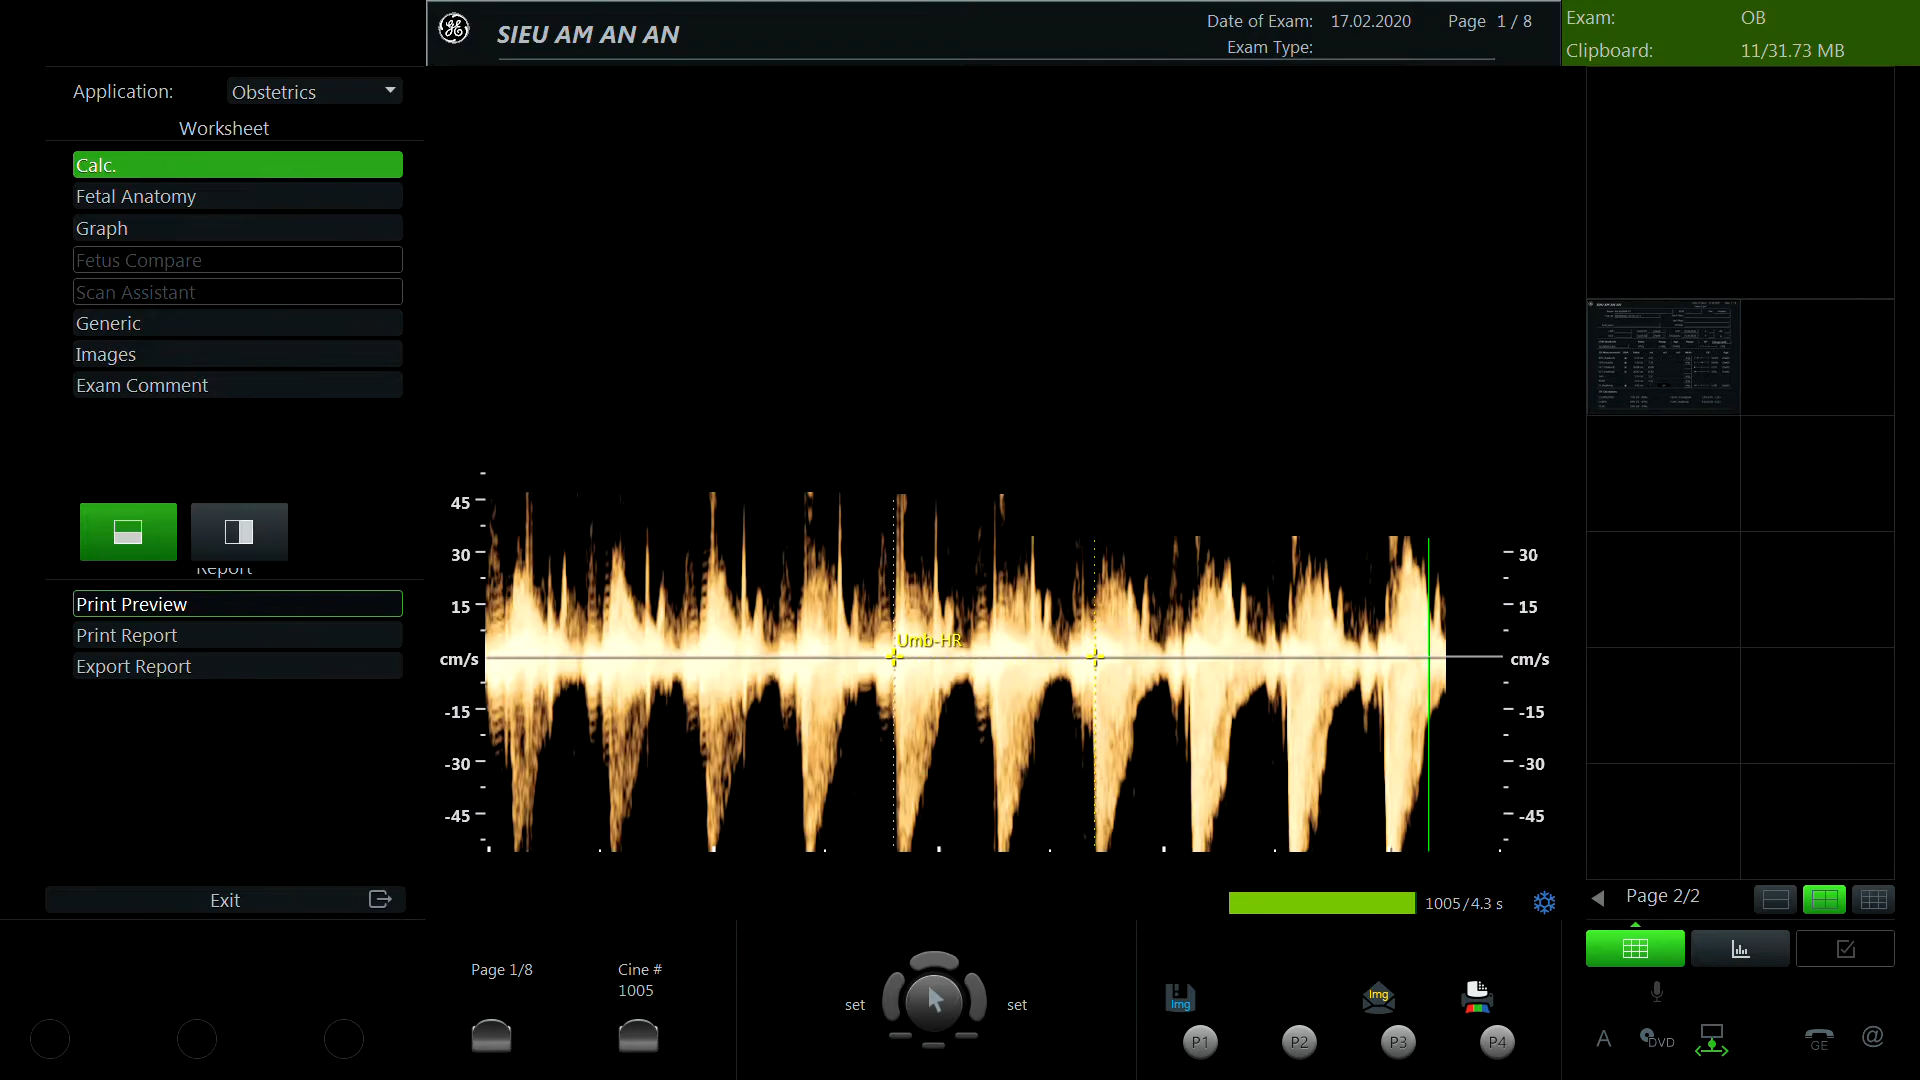 SIEU AM AN AN
Date of Exam: 17.02.2020 Page 1 / 8
Exam Type:
Exam: OB
Clipboard: 11/31.73 MB
Application: Obstetrics
Worksheet
Calc.
Fetal Anatomy
Graph
Fetus Compare
Scan Assistant
Generic
Images
Exam Comment
Report
Print Preview
Print Report
Export Report
Exit
45
30
15
cm/s
-15
-30
-45
Umb-HR
30
15
cm/s
-15
-30
-45
1005/4.3 s
Page 2/2
Page 1/8
Cine #
1005
set
set
Img
Img
P1
P2
P3
P4
A
DVD
GE
@